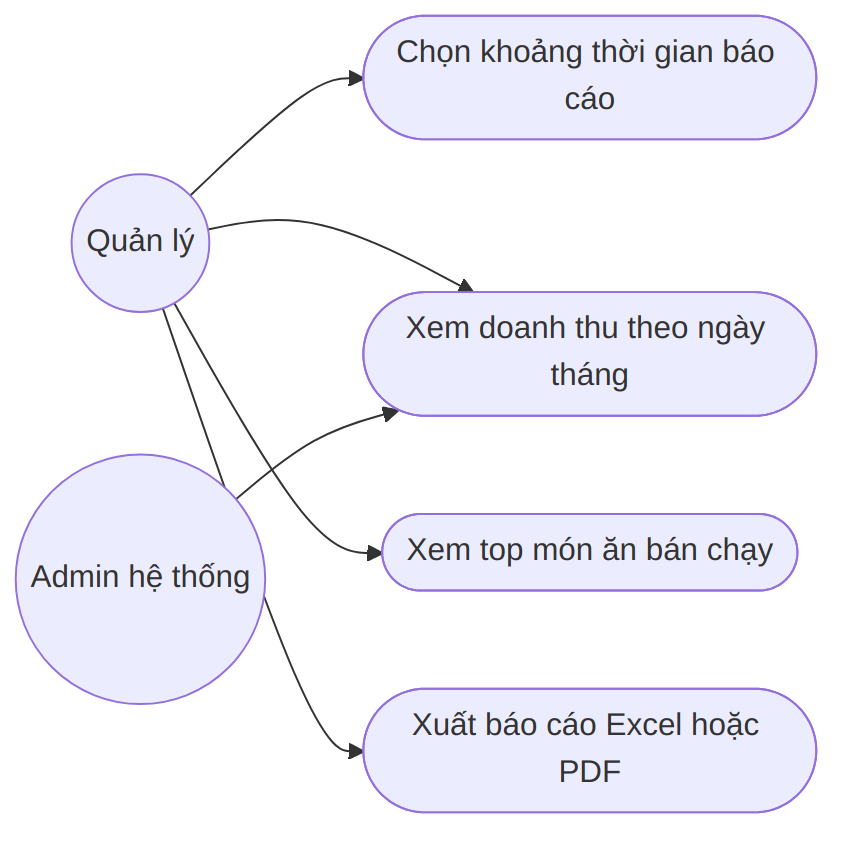 Chọn khoảng thời gian báo
cáo
Quản lý
Xem doanh thu theo ngày
tháng
Xem top món ăn bán chạy
Admin hệ thống
Xuất báo cáo Excel hoặc
PDF